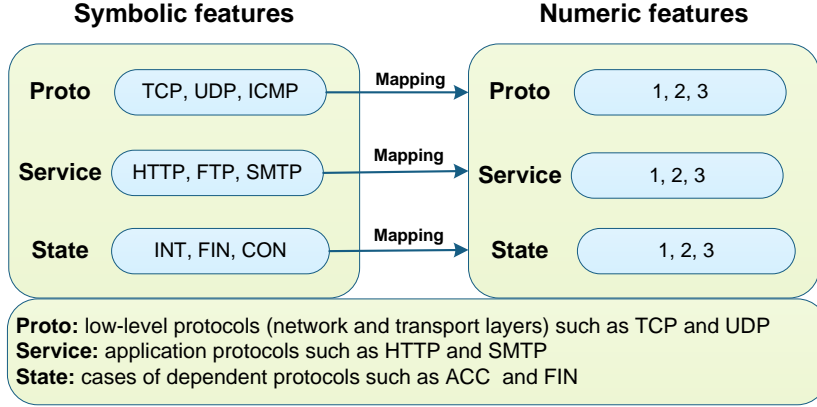 Symbolic features
Numeric features
Proto TCP, UDP, ICMP Mapping Proto 1, 2, 3
Service HTTP, FTP, SMTP Mapping Service 1, 2, 3
State INT, FIN, CON Mapping State 1, 2, 3
Proto: low-level protocols (network and transport layers) such as TCP and UDP
Service: application protocols such as HTTP and SMTP
State: cases of dependent protocols such as ACC and FIN